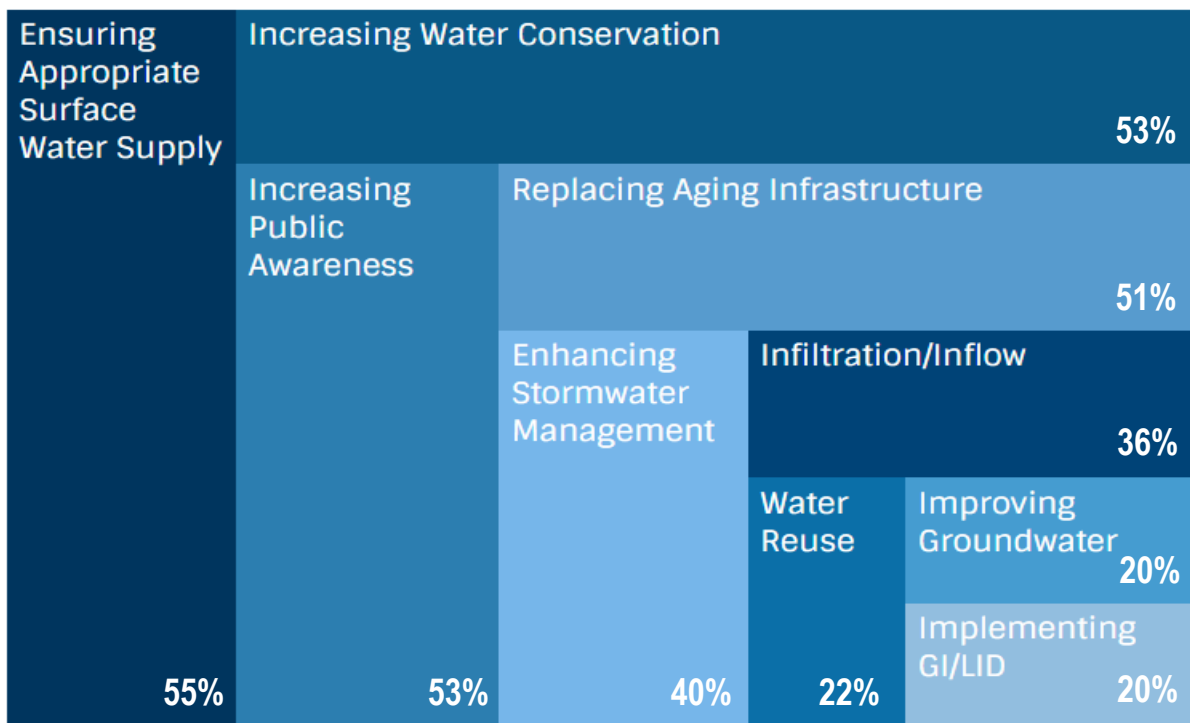 Ensuring
Appropriate
Surface
Water Supply
55%
Increasing Water Conservation
53%
Increasing
Public
Awareness
53%
Replacing Aging Infrastructure
51%
Enhancing
Stormwater
Management
40%
Infiltration/Inflow
36%
Water
Reuse
22%
Improving
Groundwater
20%
Implementing
GI/LID
20%